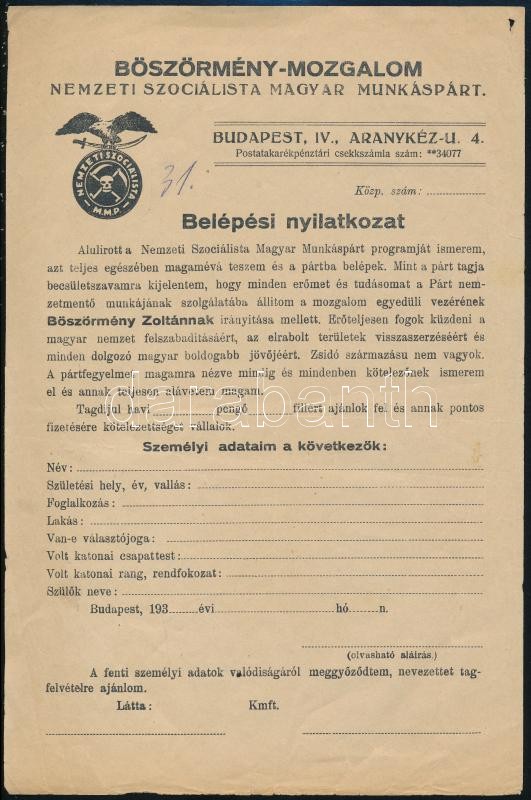 BÖSZÖRMÉNY-MOZGALOM
NEMZETI SZOCIÁLISTA MAGYAR MUNKÁSPÁRT.
NEMZETISZOCIALISTA
M.M.P.
BUDAPEST, IV., ARANYKÉZ-U. 4.
Postatakarékpénztári csekkszámla szám: **34077
31.
Közp. szám:
Belépési nyilatkozat
Alulirott a Nemzeti Szociálista Magyar Munkáspárt programját ismerem,
azt teljes egészében magamévá teszem és a pártba belépek. Mint a párt tagja
becsületszavamra kijelentem, hogy minden erőmet és tudásomat a Párt nem-
zetmentő munkájának szolgálatába állitom a mozgalom egyedüli vezérének
Böszörmény Zoltánnak irányitása mellett. Erőteljesen fogok küzdeni a
magyar nemzet felszabaditásáért, az elrabolt területek visszaszerzéséért és
minden dolgozó magyar boldogabb jövőjéért. Zsidó származásu nem vagyok.
A pártfegyelmet magamra nézve mindig és mindenben kötelezőnek ismerem
el és annak teljesen alávetem magam.
darabanth
Tagdijul havi pengő fillért ajánlok fel és annak pontos
fizetésére kötelezettséget vállalok.
Személyi adataim a következők:
Név:
Születési hely, év, vallás:
Foglalkozás:
Lakás:
Van-e választójoga:
Volt katonai csapattest:
Volt katonai rang, rendfokozat:
Szülők neve:
Budapest, 193 évi hó n.
(olvasható aláirás.)
A fenti személyi adatok valódiságáról meggyőződtem, nevezettet tag-
felvételre ajánlom.
Látta: Kmft.